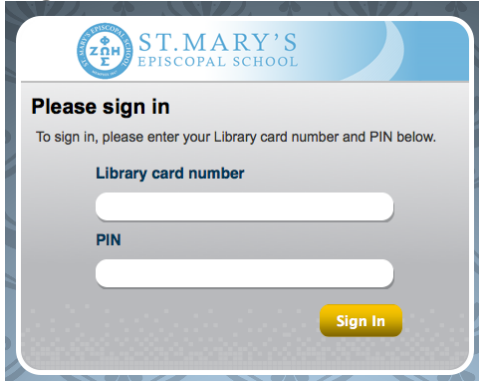 Φ
ΖΩΗ
Σ
ST.MARY'S
EPISCOPAL SCHOOL
Please sign in
To sign in, please enter your Library card number and PIN below.
Library card number
PIN
Sign In